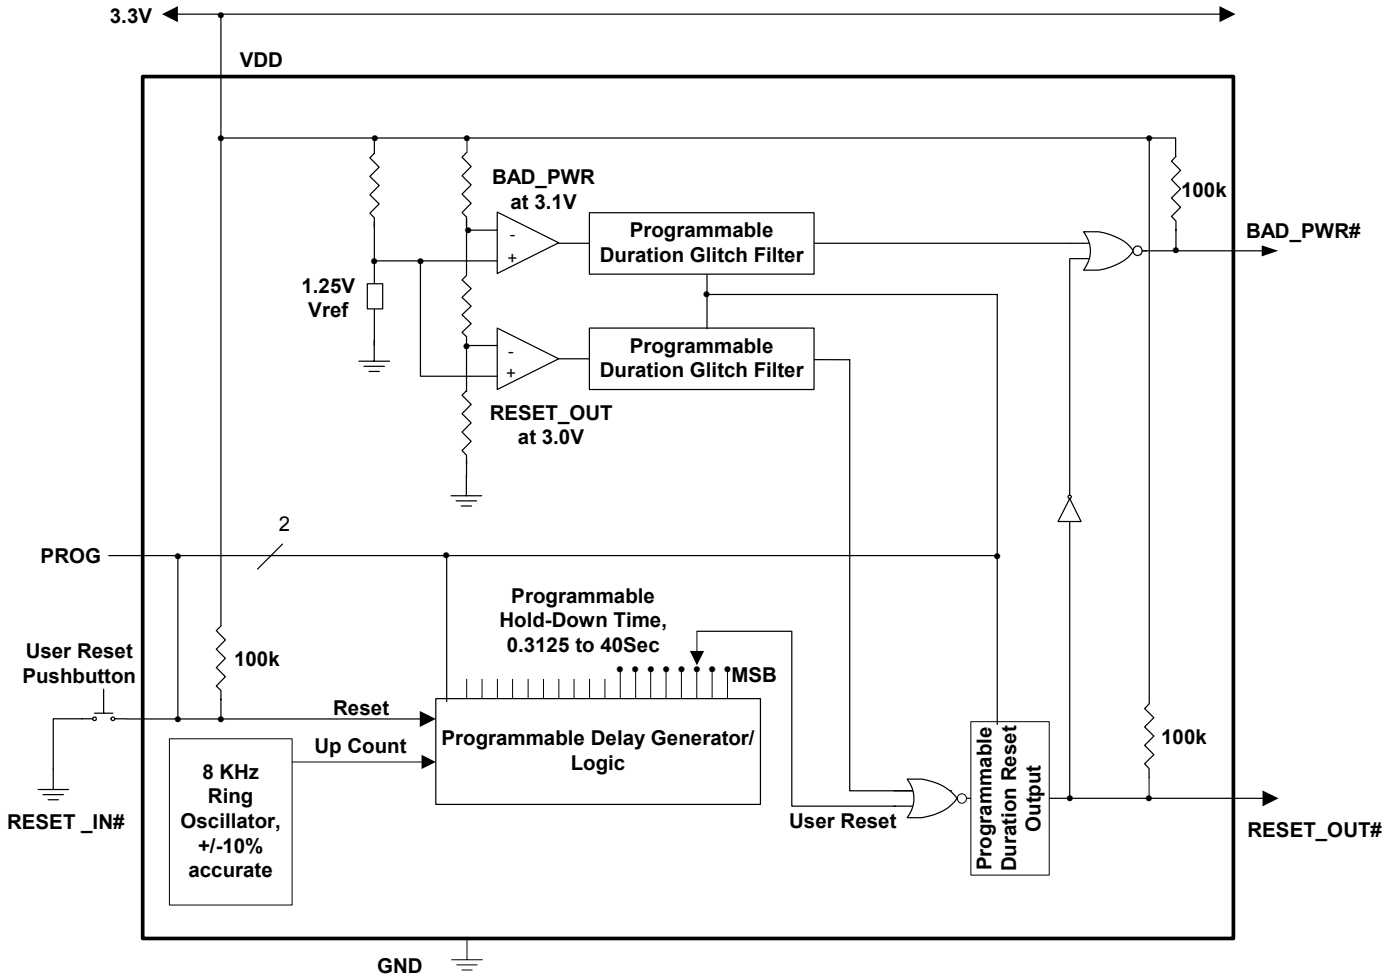 3.3V
VDD
BAD_PWR
at 3.1V
Programmable
Duration Glitch Filter
100k
BAD_PWR#
-
+
1.25V
Vref
Programmable
Duration Glitch Filter
-
+
RESET_OUT
at 3.0V
2
PROG
Programmable
Hold-Down Time,
0.3125 to 40Sec
MSB
User Reset
Pushbutton
100k
Reset
Up Count
Programmable Delay Generator/
Logic
8 KHz
Ring
Oscillator,
+/-10%
accurate
RESET _IN#
User Reset
Programmable
Duration Reset
Output
100k
RESET_OUT#
GND